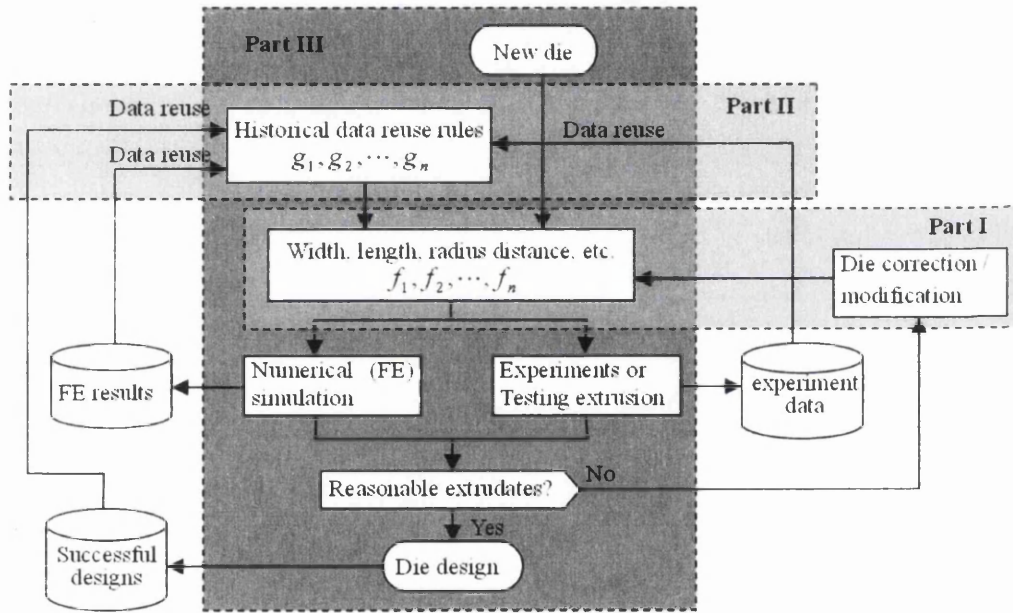 Part III
New die
Data reuse
Part II
Historical data reuse rules
g₁, g₂, ⋯, gₙ
Data reuse
Data reuse
Part I
Width, length, radius distance, etc.
f₁, f₂, ⋯, fₙ
Die correction /
modification
FE results
Numerical (FE)
simulation
Experiments or
Testing extrusion
experiment
data
Reasonable extrudates?
No
Yes
Successful
designs
Die design